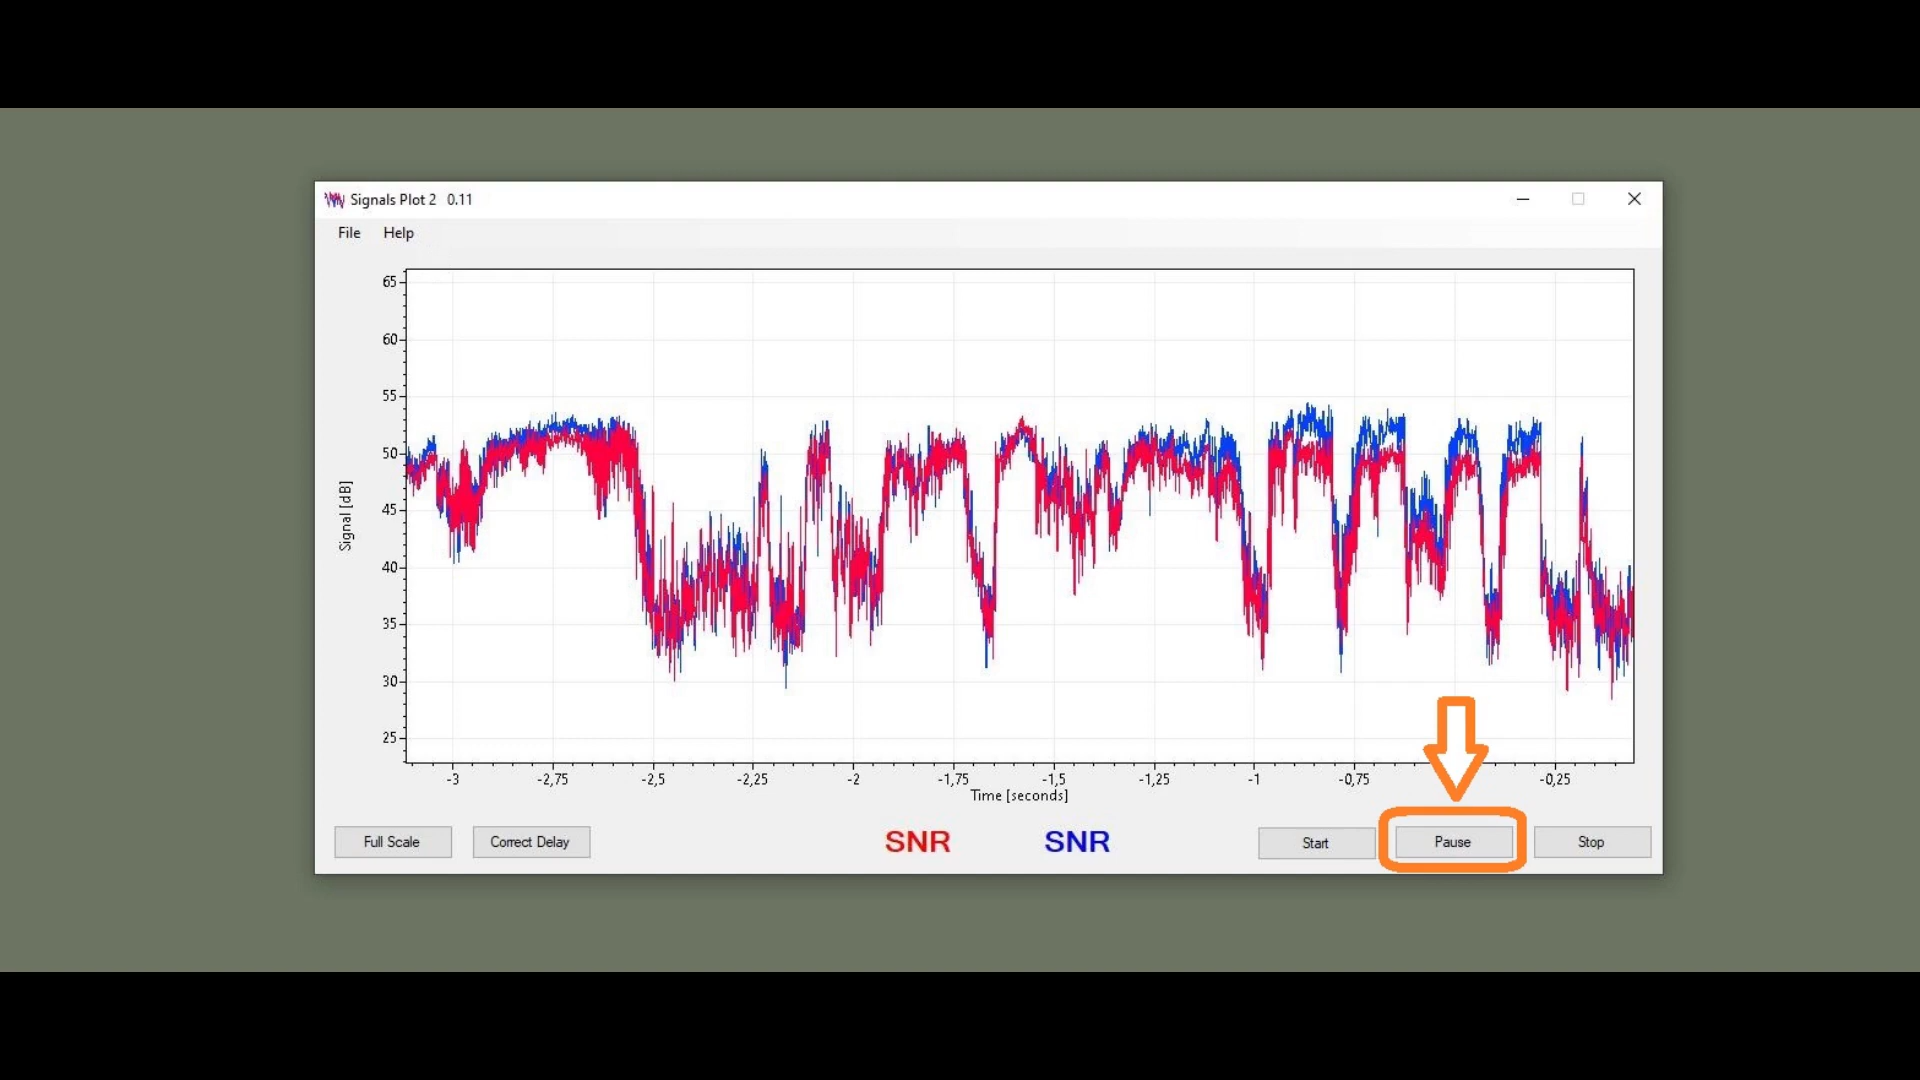 Signals Plot 2 0.11
File Help
65
60
55
50
45
40
35
30
25
Signal [dB]
-3 -2,75 -2,5 -2,25 -2 -1,75 -1,5 -1,25 -1 -0,75 -0,25
Time [seconds]
Full Scale Correct Delay SNR SNR Start Pause Stop